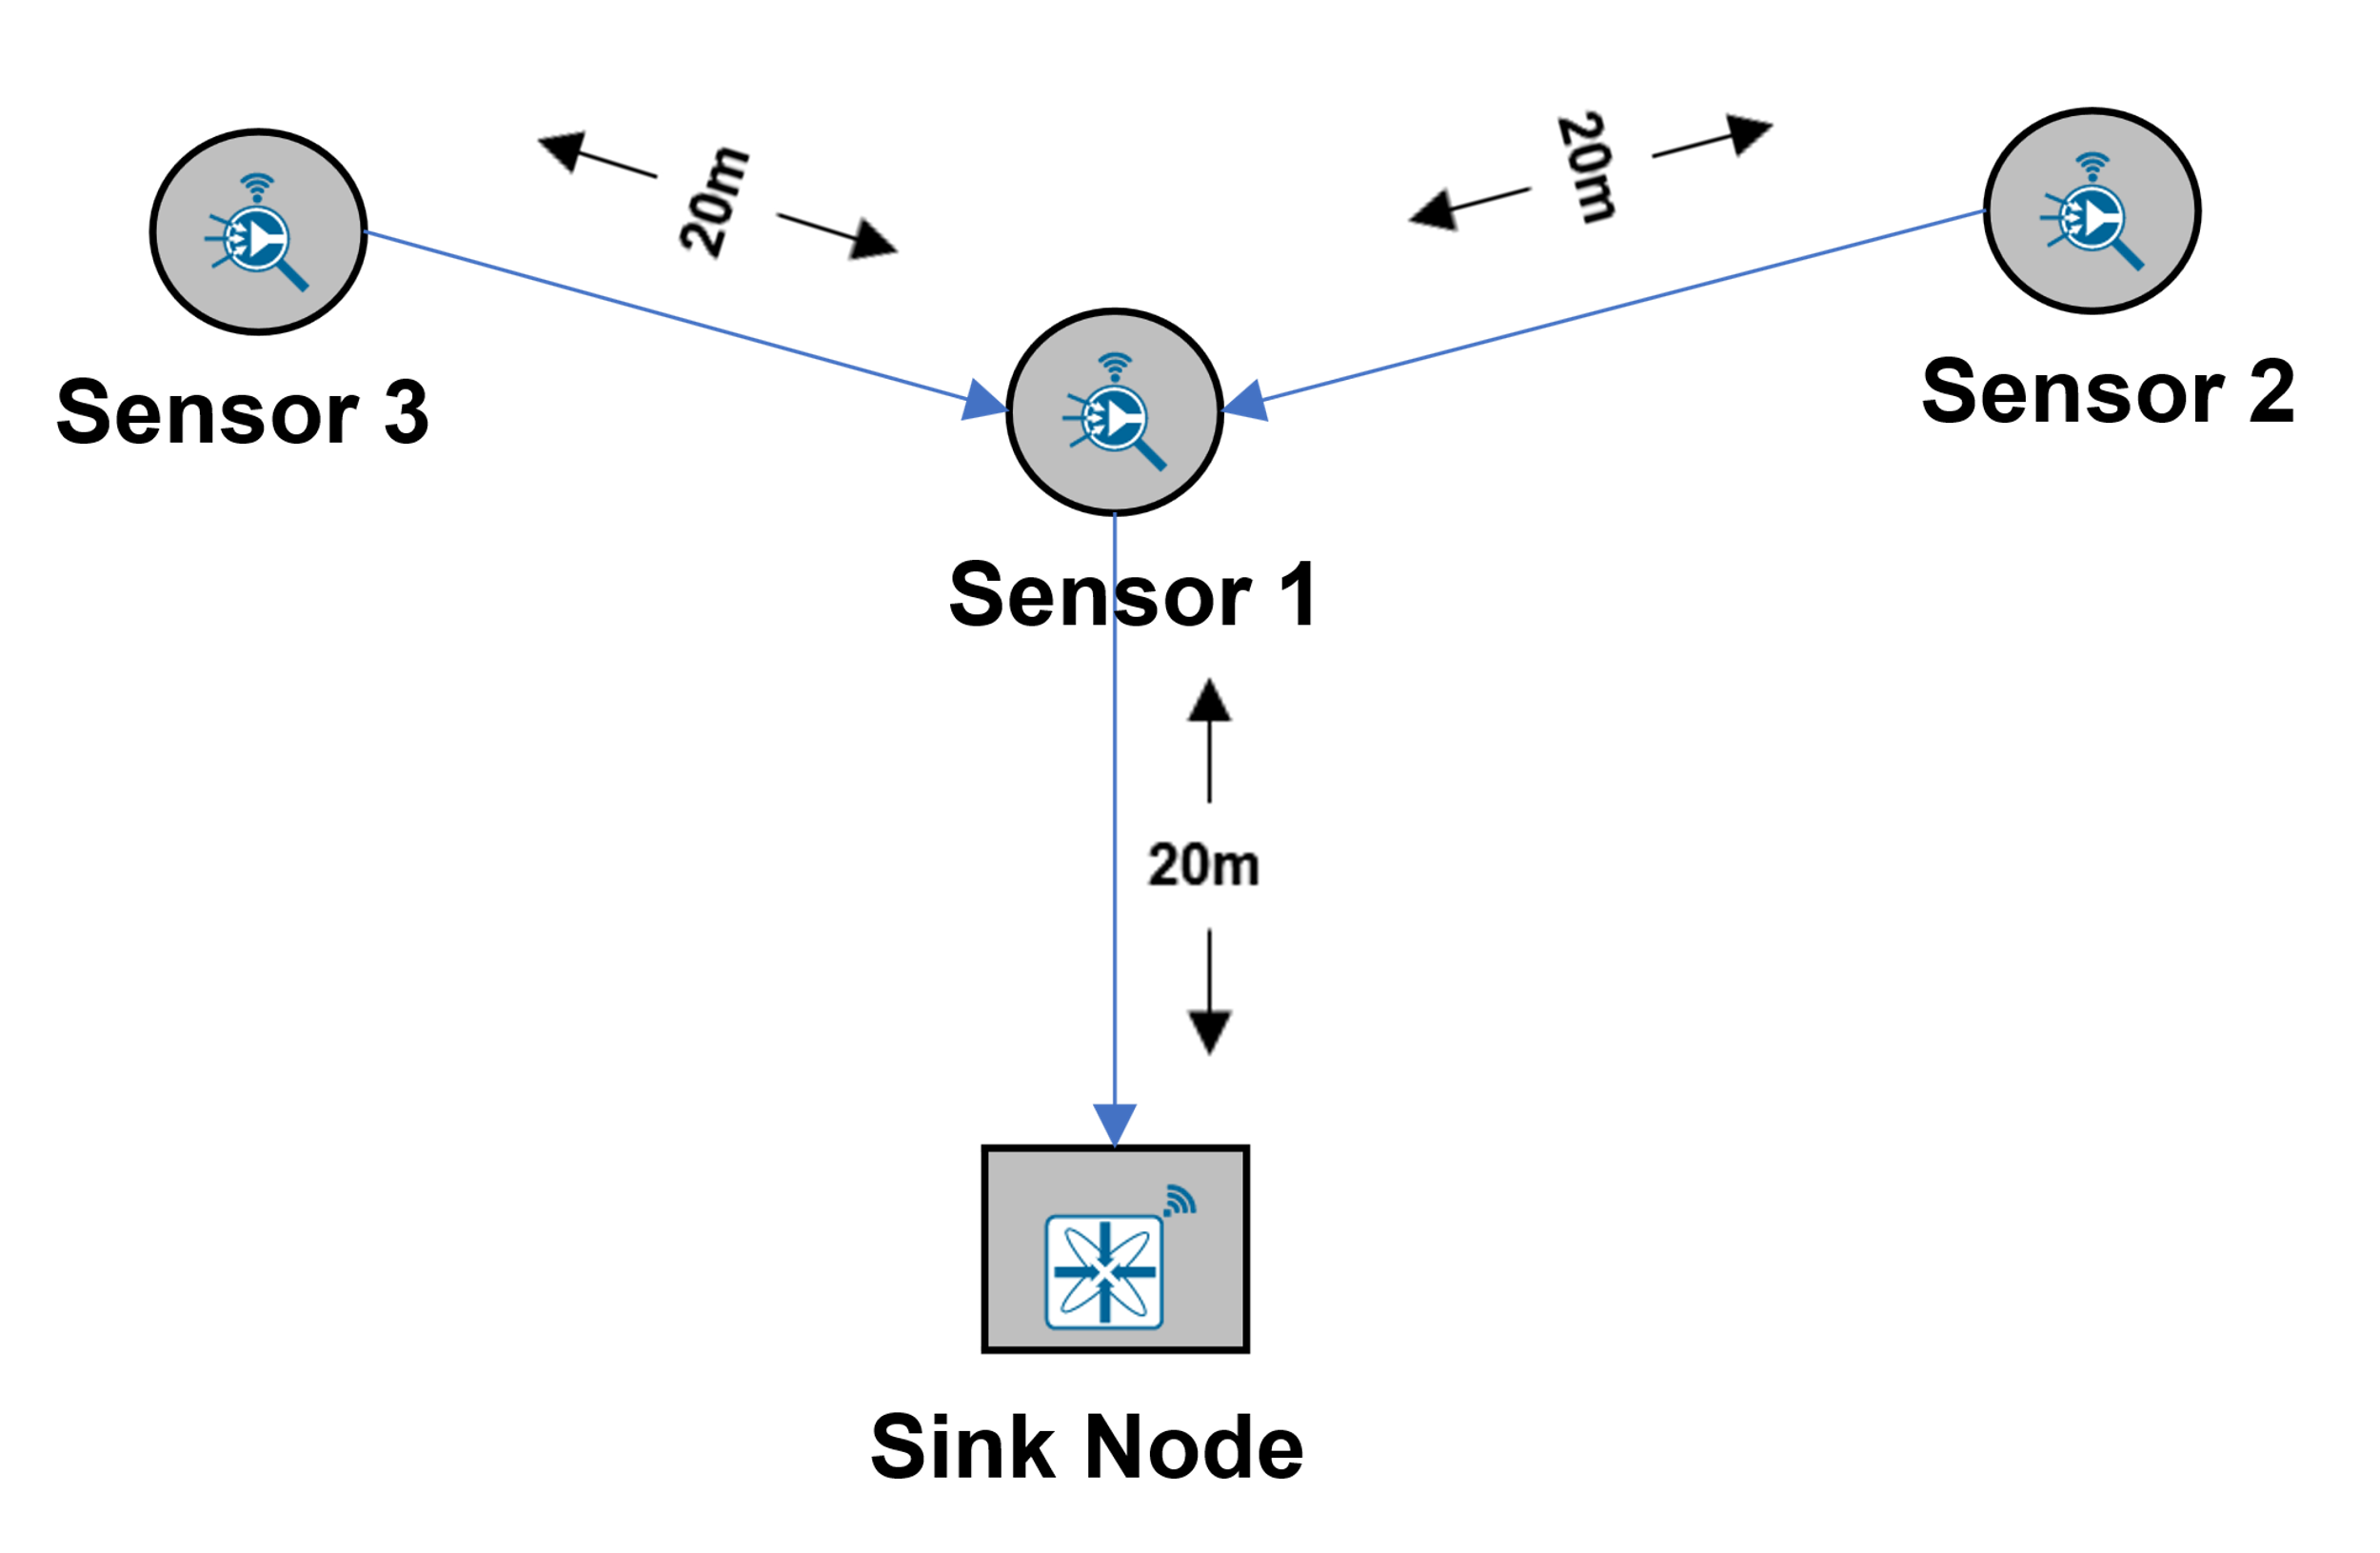 20m
20m
Sensor 3
Sensor 2
Sensor 1
20m
Sink Node